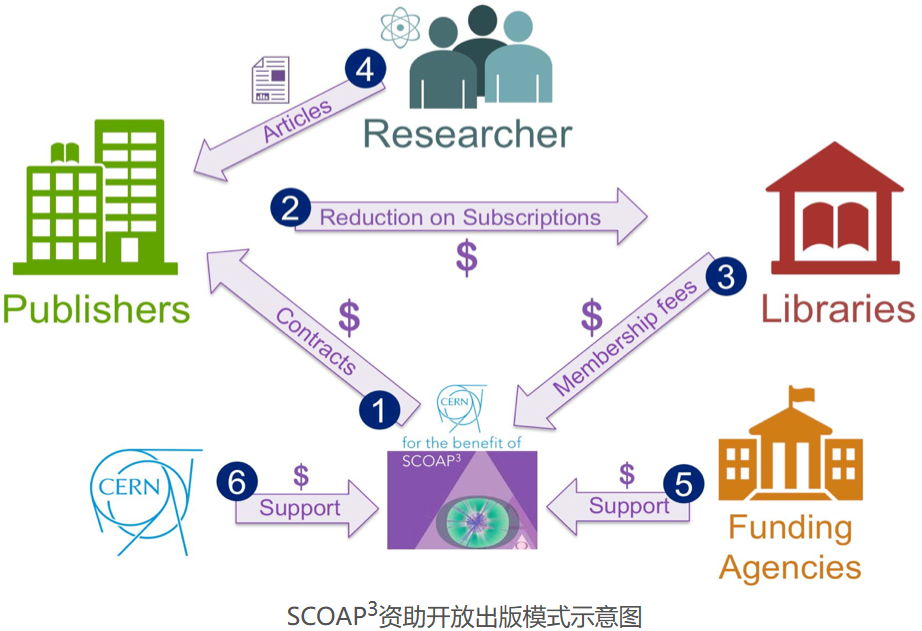 4
Articles
Researcher
2
Reduction on Subscriptions
$
Publishers
Libraries
$
Contracts
1
$
Membership fees
3
CERN
for the benefit of
SCOAP³
CERN
6
$
Support
$
Support
5
Funding
Agencies
SCOAP³资助开放出版模式示意图